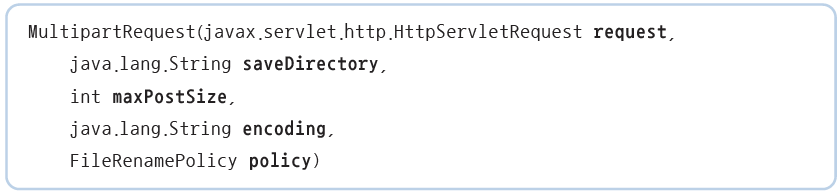 MultipartRequest(javax.servlet.http.HttpServletRequest request,
java.lang.String saveDirectory,
int maxPostSize,
java.lang.String encoding,
FileRenamePolicy policy)